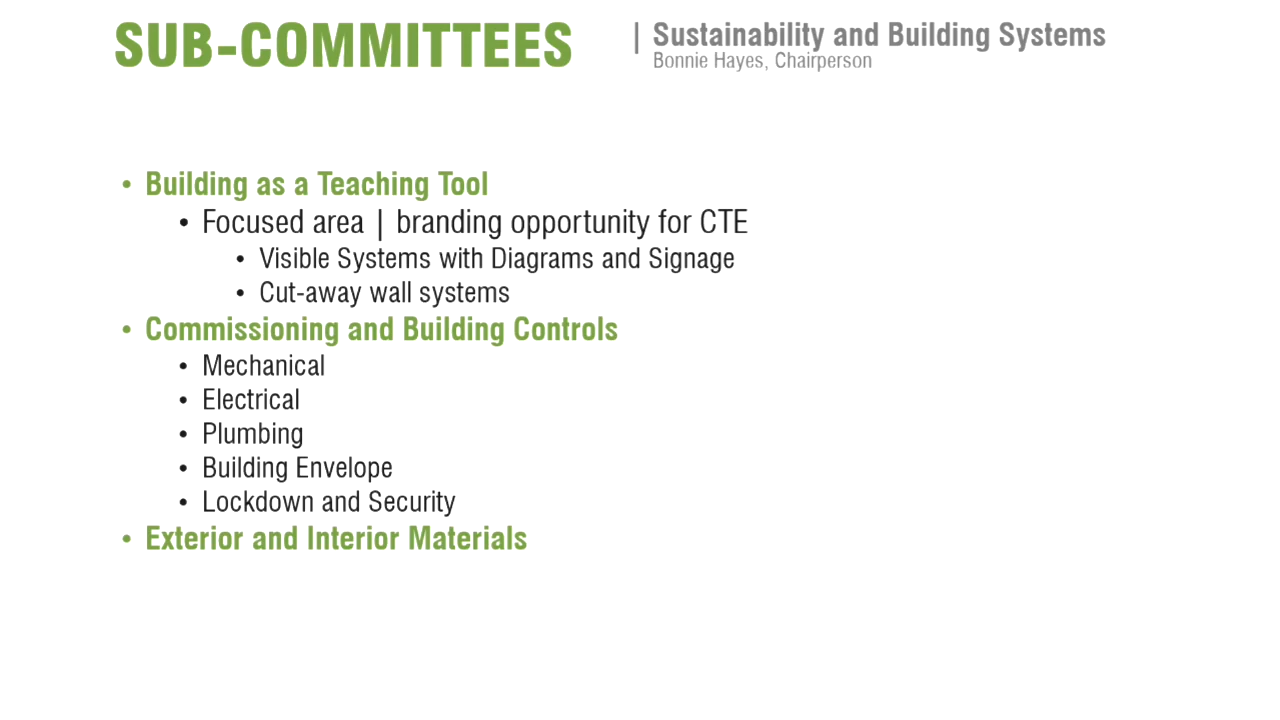 SUB-COMMITTEES
| Sustainability and Building Systems
Bonnie Hayes, Chairperson
• Building as a Teaching Tool
• Focused area | branding opportunity for CTE
• Visible Systems with Diagrams and Signage
• Cut-away wall systems
• Commissioning and Building Controls
• Mechanical
• Electrical
• Plumbing
• Building Envelope
• Lockdown and Security
• Exterior and Interior Materials